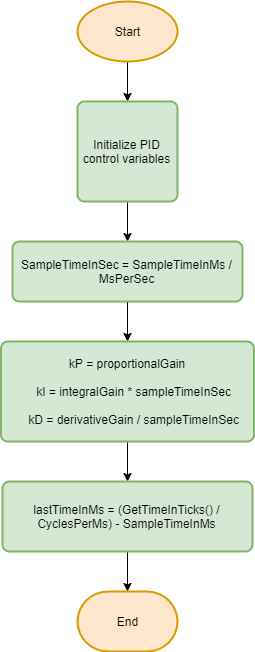 Start
Initialize PID
control variables
SampleTimeInSec = SampleTimeInMs /
MsPerSec
kP = proportionalGain
kI = integralGain * sampleTimeInSec
kD = derivativeGain / sampleTimeInSec
lastTimeInMs = (GetTimeInTicks() /
CyclesPerMs) - SampleTimeInMs
End